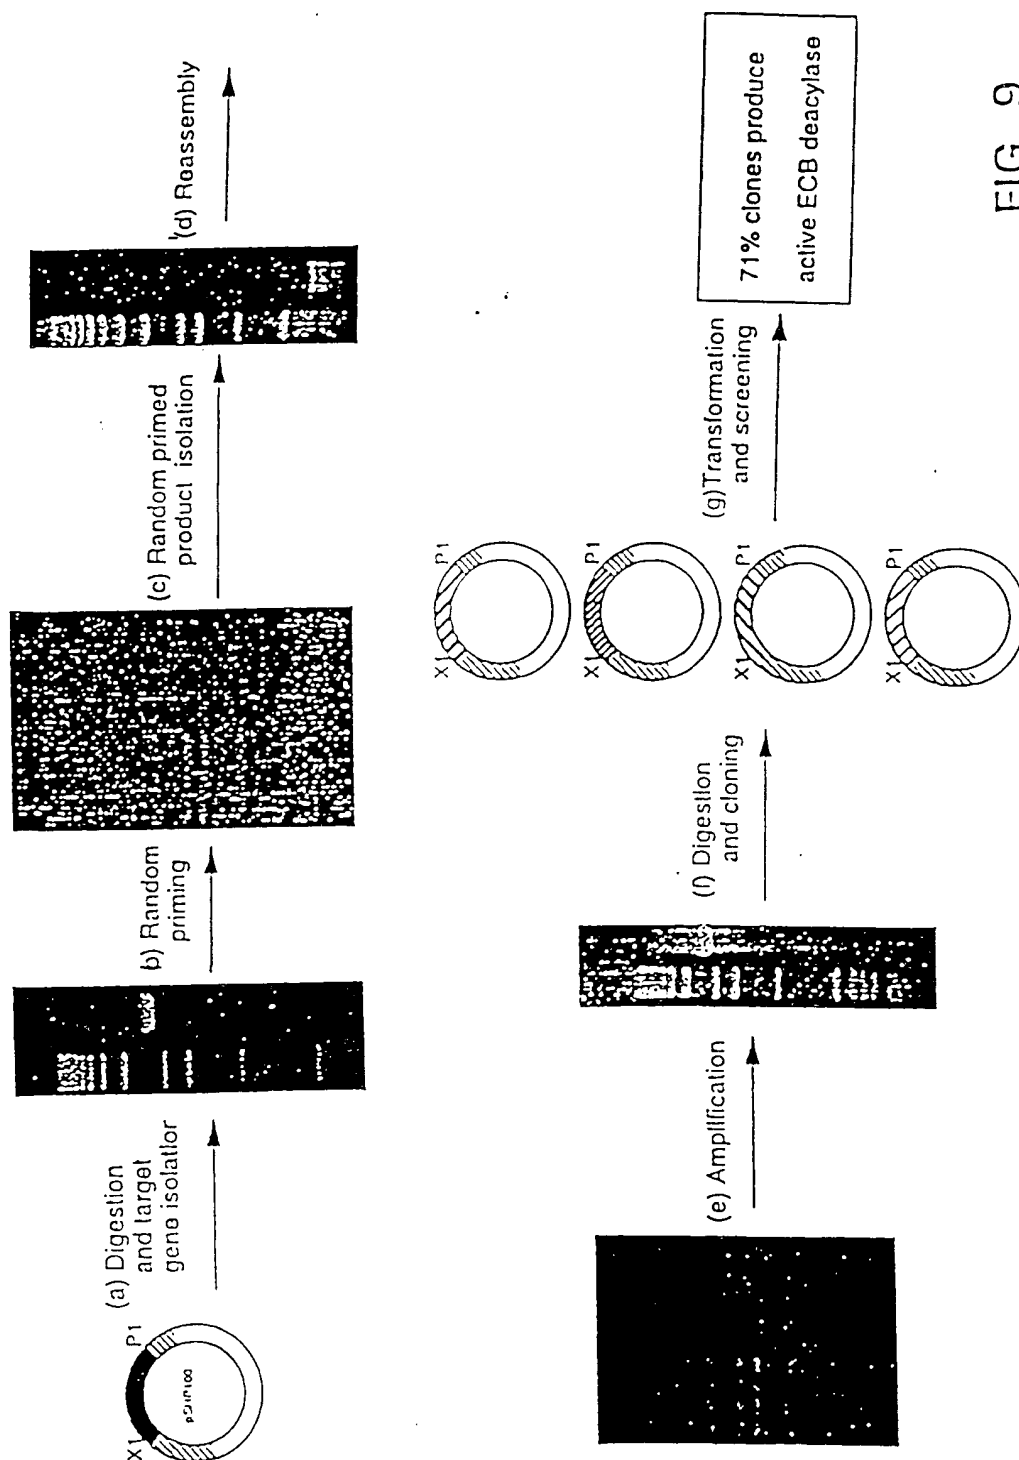 X1
P1
(a) Digestion
and target
gene isolation
b) Random
priming
(c) Random primed
product isolation
(d) Reassembly
(e) Amplification
(f) Digestion
and cloning
X1
P1
X1
P1
X1
P1
X1
P1
(g)Transformation
and screening
71% clones produce
active ECB deacylase
FIG 9